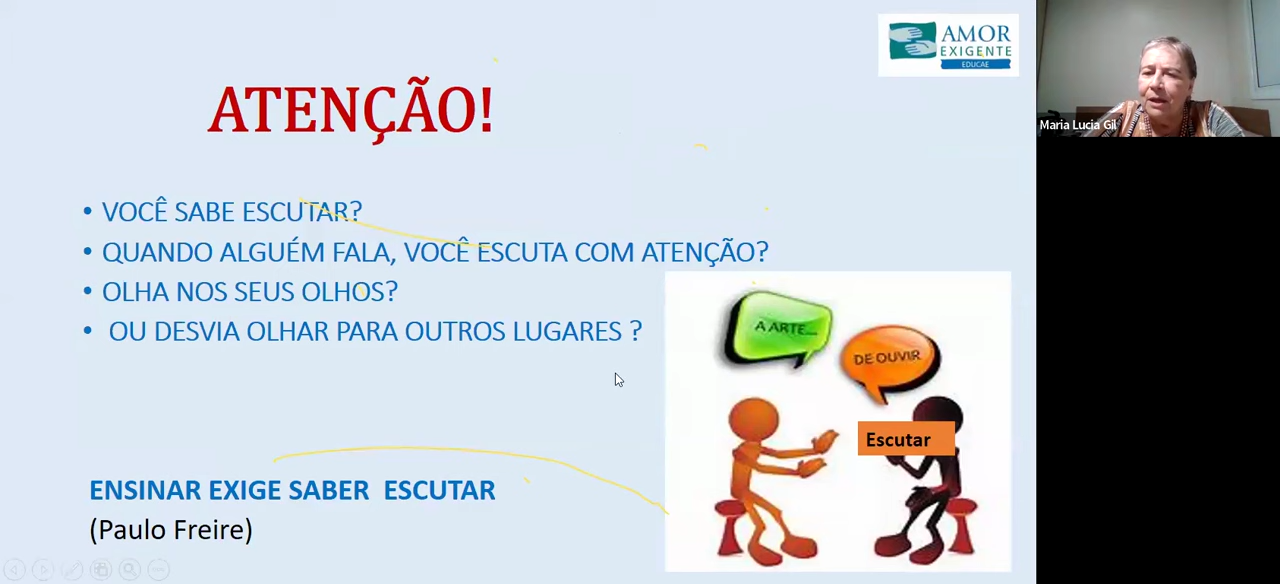 AMOR
EXIGENTE
EDUCAE
ATENÇÃO!
• VOCÊ SABE ESCUTAR?
• QUANDO ALGUÉM FALA, VOCÊ ESCUTA COM ATENÇÃO?
• OLHA NOS SEUS OLHOS?
• OU DESVIA OLHAR PARA OUTROS LUGARES ?
A ARTE...
DE OUVIR
Escutar
ENSINAR EXIGE SABER ESCUTAR
(Paulo Freire)
Maria Lucia Gil